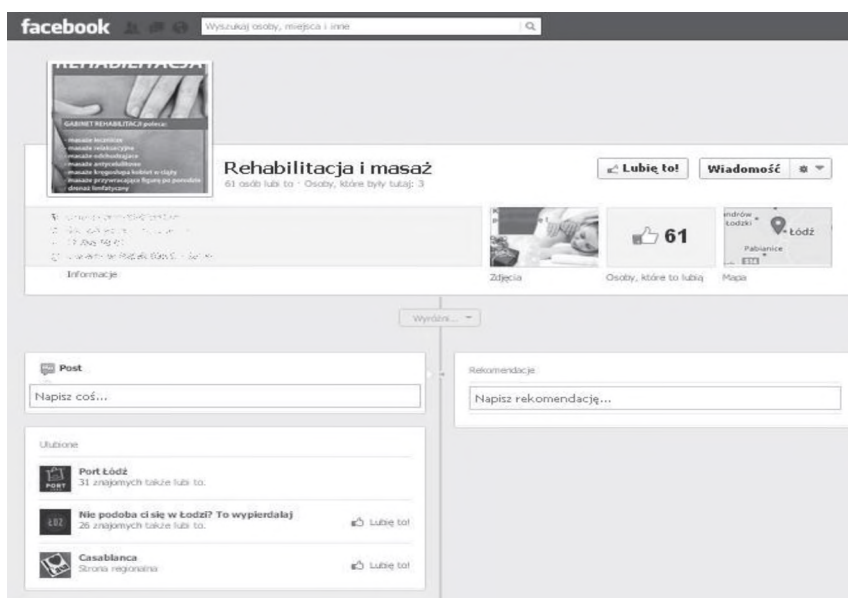 facebook
Wyszukaj osoby, miejsca i inne
REHABILITACJA
GABINET REHABILITACJI poleca:
- masaże lecznicze
- masaże relaksacyjne
- masaże odchudzające
- masaże antycellulitowe
- masaże kręgosłupa kobiet w ciąży
- masaże przywracające figurę po porodzie
- drenaż limfatyczny
Rehabilitacja i masaż
61 osób lubi to · Osoby, które były tutaj: 3
Lubię to!
Wiadomość
Informacje
Zdjęcia
61
Osoby, które to lubią
Łódzki
Łódź
Pabianice
Mapa
Wyróżni...
Post
Napisz coś...
Rekomendacje
Napisz rekomendację...
Ulubione
PORT
Port Łódź
31 znajomych także lubi to.
ŁDZ
Nie podoba ci się w Łodzi? To wypierdalaj
26 znajomych także lubi to.
Lubię to!
Casablanca
Strona regionalna
Lubię to!